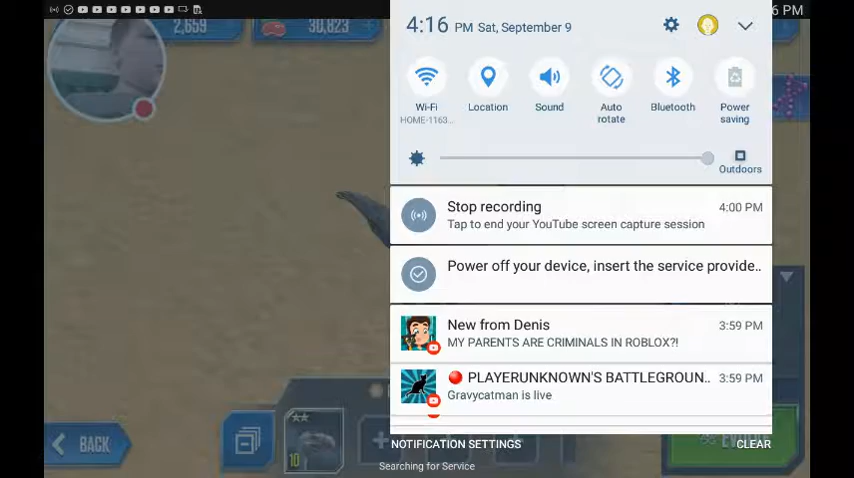 2,659
30,823
6 PM
4:16 PM Sat, September 9
Wi-Fi
HOME-1163...
Location
Sound
Auto rotate
Bluetooth
Power saving
Outdoors
Stop recording
4:00 PM
Tap to end your YouTube screen capture session
Power off your device, insert the service provide..
New from Denis
3:59 PM
MY PARENTS ARE CRIMINALS IN ROBLOX?!
PLAYERUNKNOWN'S BATTLEGROUN..
3:59 PM
Gravycatman is live
NOTIFICATION SETTINGS
CLEAR
Searching for Service
BACK
10